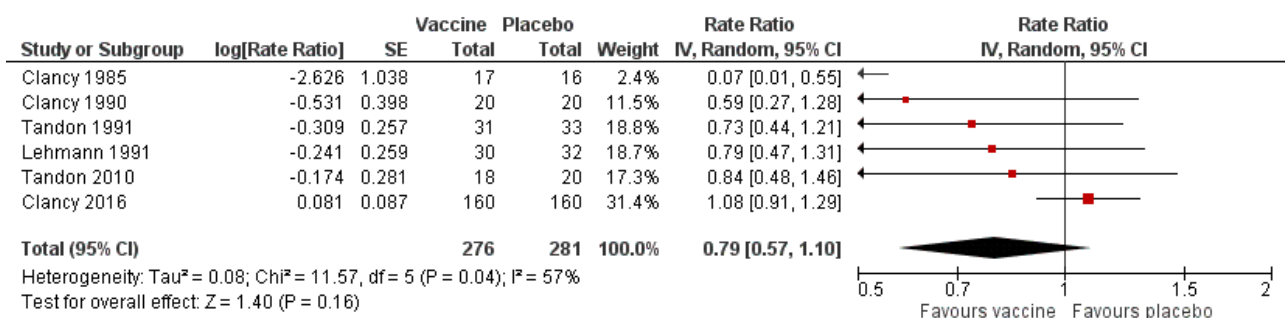 Vaccine Placebo Rate Ratio Rate Ratio
Study or Subgroup log[Rate Ratio] SE Total Total Weight IV, Random, 95% CI IV, Random, 95% CI
Clancy 1985 -2.626 1.038 17 16 2.4% 0.07 [0.01, 0.55]
Clancy 1990 -0.531 0.398 20 20 11.5% 0.59 [0.27, 1.28]
Tandon 1991 -0.309 0.257 31 33 18.8% 0.73 [0.44, 1.21]
Lehmann 1991 -0.241 0.259 30 32 18.7% 0.79 [0.47, 1.31]
Tandon 2010 -0.174 0.281 18 20 17.3% 0.84 [0.48, 1.46]
Clancy 2016 0.081 0.087 160 160 31.4% 1.08 [0.91, 1.29]
Total (95% CI) 276 281 100.0% 0.79 [0.57, 1.10]
Heterogeneity: Tau² = 0.08; Chi² = 11.57, df = 5 (P = 0.04); I² = 57%
Test for overall effect: Z = 1.40 (P = 0.16)
0.5 0.7 1 1.5 2
Favours vaccine Favours placebo